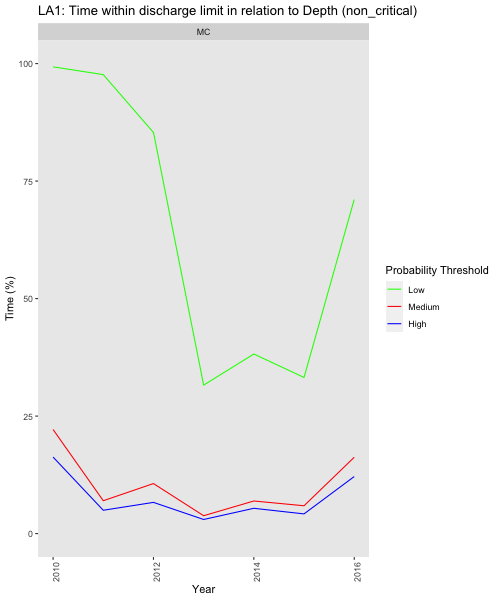 LA1: Time within discharge limit in relation to Depth (non_critical)
MC
100
75
50
25
0
Time (%)
2010
2012
2014
2016
Year
Probability Threshold
Low
Medium
High